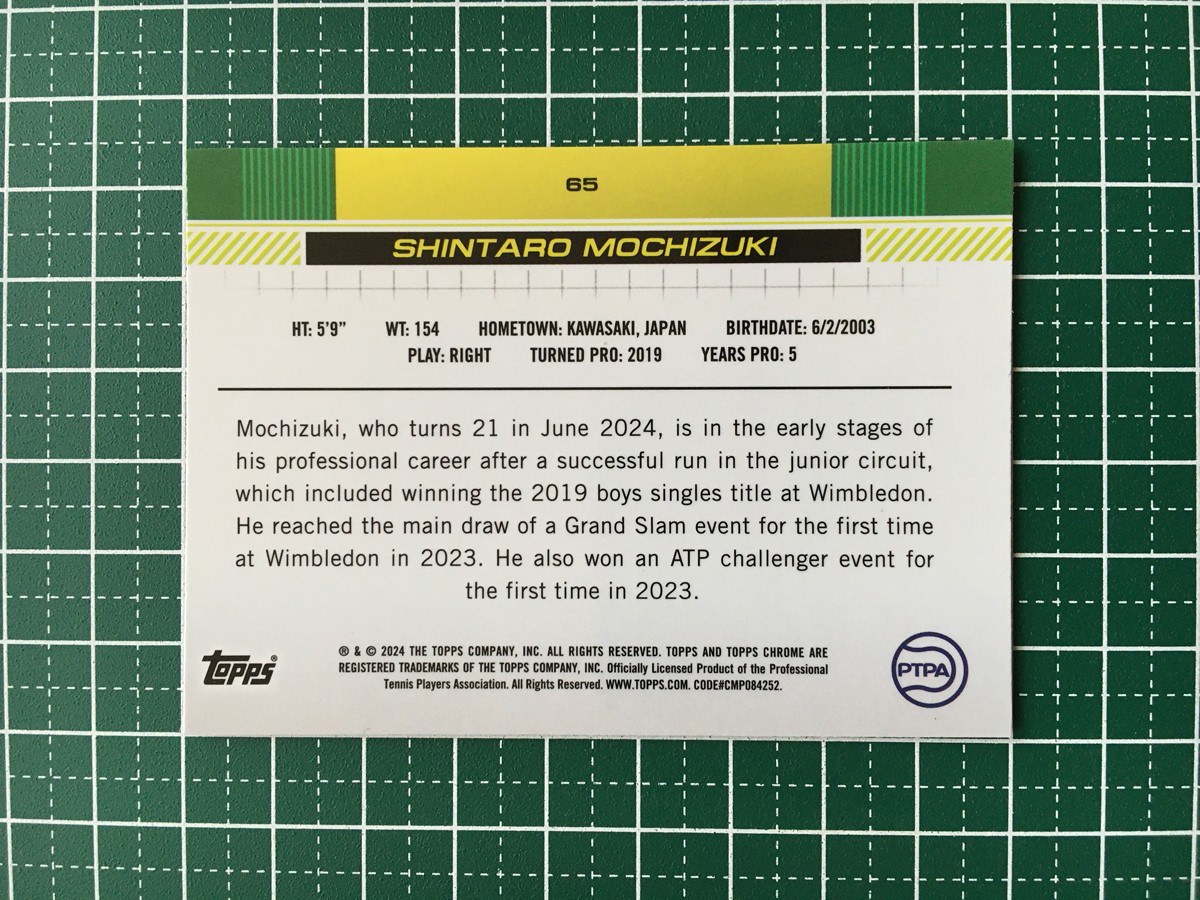 65
SHINTARO MOCHIZUKI
HT: 5'9" WT: 154 HOMETOWN: KAWASAKI, JAPAN BIRTHDATE: 6/2/2003
PLAY: RIGHT TURNED PRO: 2019 YEARS PRO: 5
Mochizuki, who turns 21 in June 2024, is in the early stages of
his professional career after a successful run in the junior circuit,
which included winning the 2019 boys singles title at Wimbledon.
He reached the main draw of a Grand Slam event for the first time
at Wimbledon in 2023. He also won an ATP challenger event for
the first time in 2023.
topps®
® & © 2024 THE TOPPS COMPANY, INC. ALL RIGHTS RESERVED. TOPPS AND TOPPS CHROME ARE
REGISTERED TRADEMARKS OF THE TOPPS COMPANY, INC. Officially Licensed Product of the Professional
Tennis Players Association. All Rights Reserved. WWW.TOPPS.COM. CODE#CMP084252.
PTPA